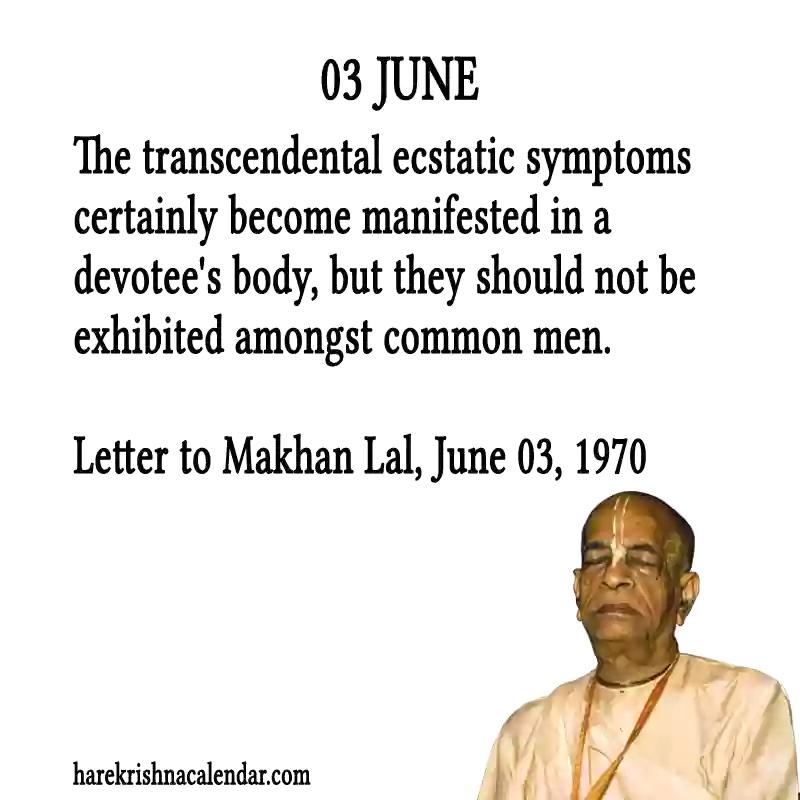 03 JUNE
The transcendental ecstatic symptoms
certainly become manifested in a
devotee's body, but they should not be
exhibited amongst common men.
Letter to Makhan Lal, June 03, 1970
harekrishnacalendar.com